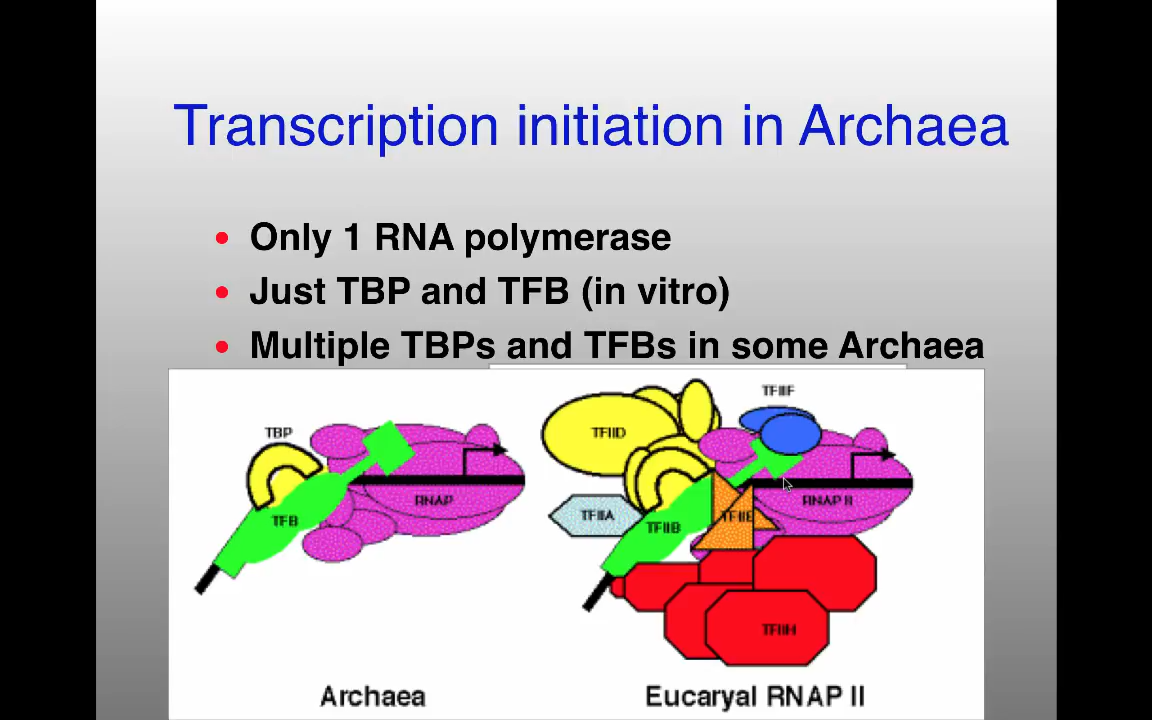 Transcription initiation in Archaea
Only 1 RNA polymerase
Just TBP and TFB (in vitro)
Multiple TBPs and TFBs in some Archaea
TBP
TFB
RNAP
Archaea
TFIIF
TFIID
TFIIA
TFIIB
TFIIE
RNAP II
TFIIH
Eucaryal RNAP II